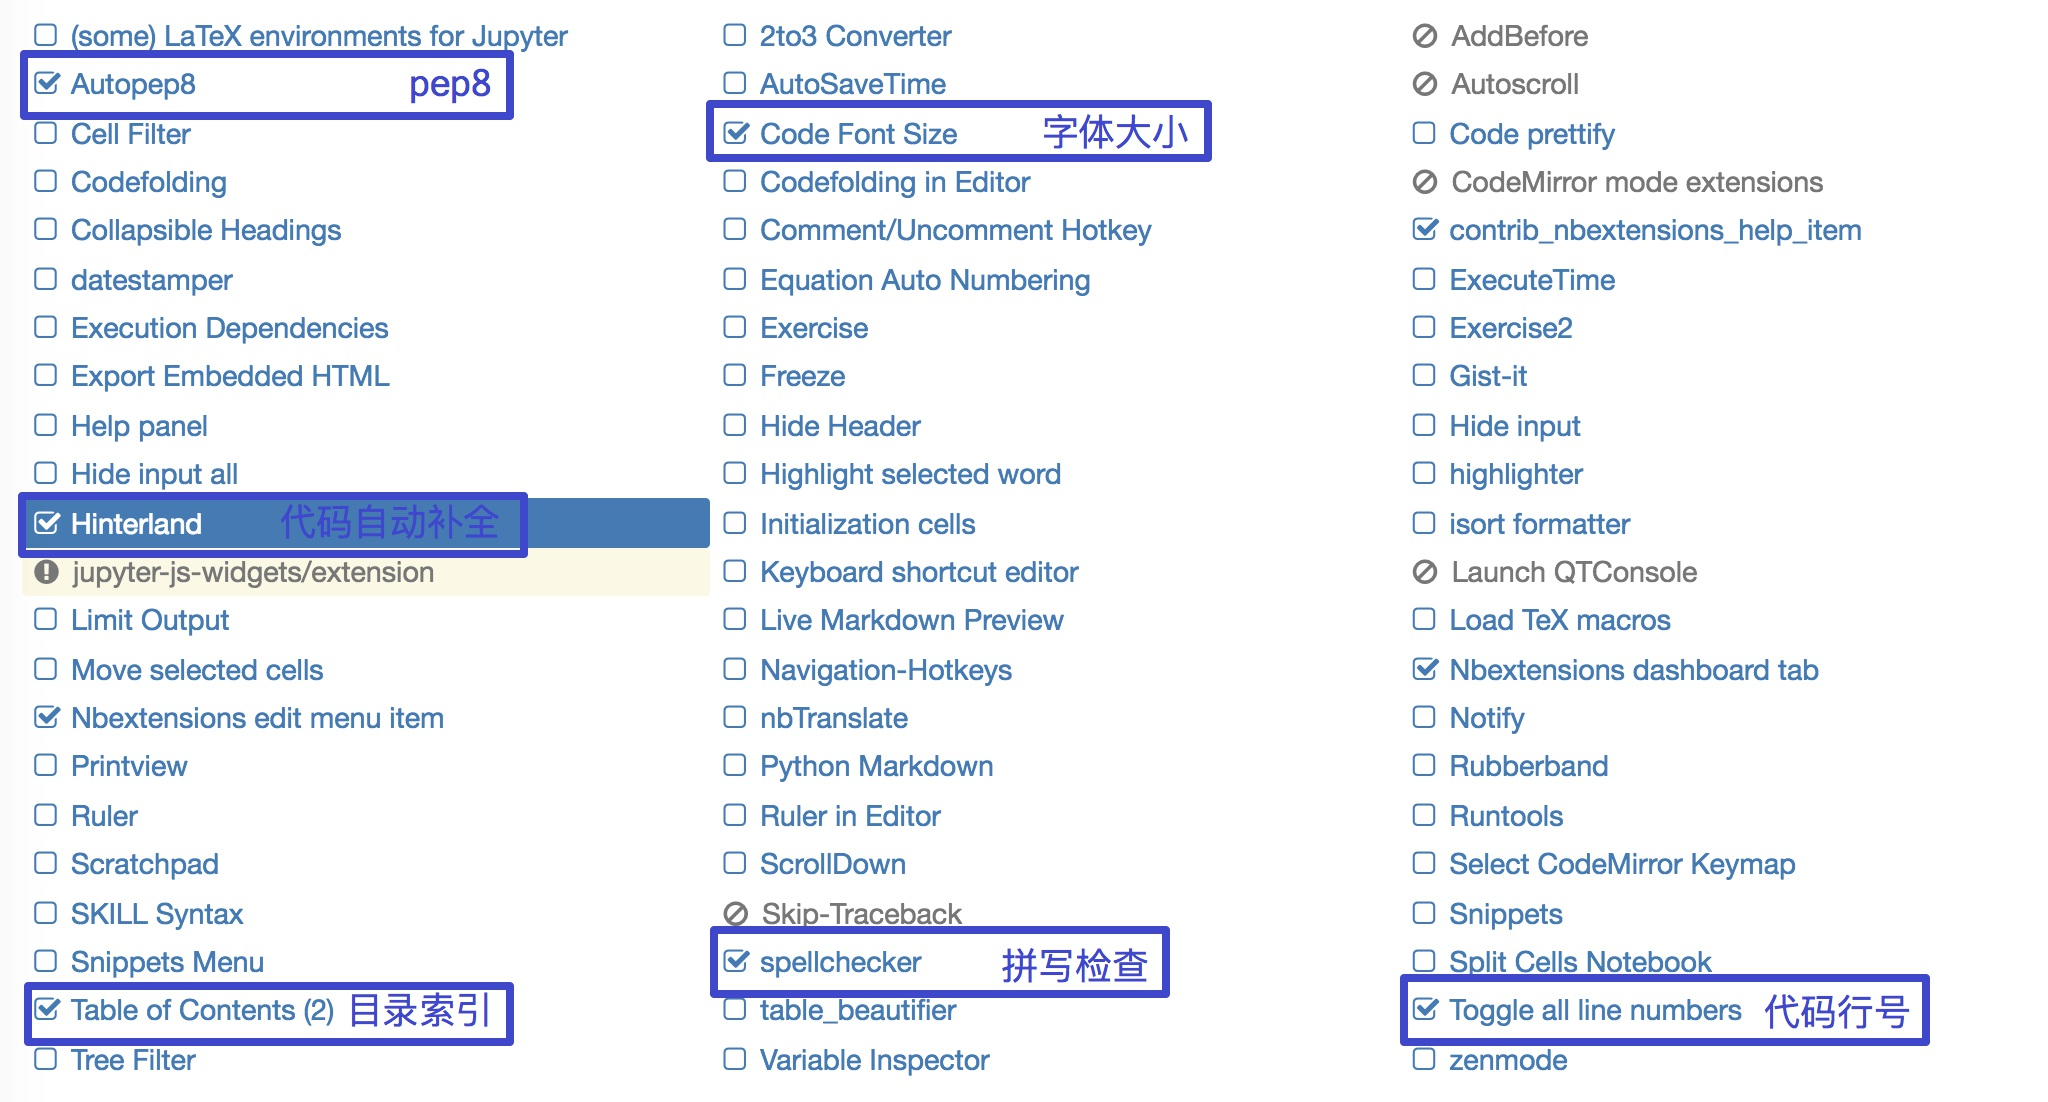 (some) LaTeX environments for Jupyter
Autopep8 pep8
Cell Filter
Codefolding
Collapsible Headings
datestamper
Execution Dependencies
Export Embedded HTML
Help panel
Hide input all
Hinterland 代码自动补全
jupyter-js-widgets/extension
Limit Output
Move selected cells
Nbextensions edit menu item
Printview
Ruler
Scratchpad
SKILL Syntax
Snippets Menu
Table of Contents (2) 目录索引
Tree Filter
2to3 Converter
AutoSaveTime
Code Font Size 字体大小
Codefolding in Editor
Comment/Uncomment Hotkey
Equation Auto Numbering
Exercise
Freeze
Hide Header
Highlight selected word
Initialization cells
Keyboard shortcut editor
Live Markdown Preview
Navigation-Hotkeys
nbTranslate
Python Markdown
Ruler in Editor
ScrollDown
Skip-Traceback
spellchecker 拼写检查
table_beautifier
Variable Inspector
AddBefore
Autoscroll
Code prettify
CodeMirror mode extensions
contrib_nbextensions_help_item
ExecuteTime
Exercise2
Gist-it
Hide input
highlighter
isort formatter
Launch QTConsole
Load TeX macros
Nbextensions dashboard tab
Notify
Rubberband
Runtools
Select CodeMirror Keymap
Snippets
Split Cells Notebook
Toggle all line numbers 代码行号
zenmode